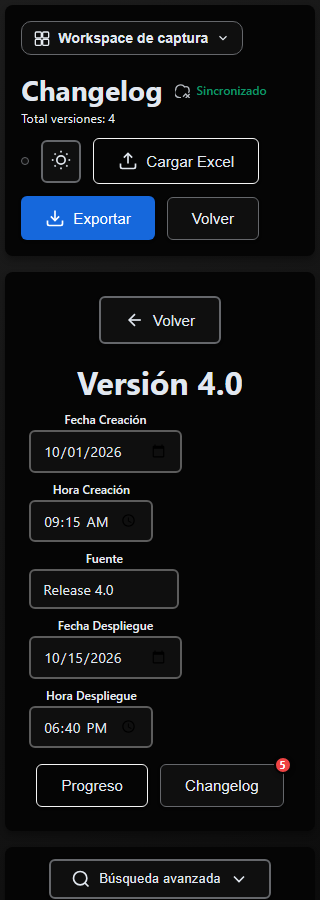 Workspace de captura
Changelog
Sincronizado
Total versiones: 4
Cargar Excel
Exportar
Volver
Volver
Versión 4.0
Fecha Creación
10/01/2026
Hora Creación
09:15 AM
Fuente
Release 4.0
Fecha Despliegue
10/15/2026
Hora Despliegue
06:40 PM
Progreso
Changelog
5
Búsqueda avanzada